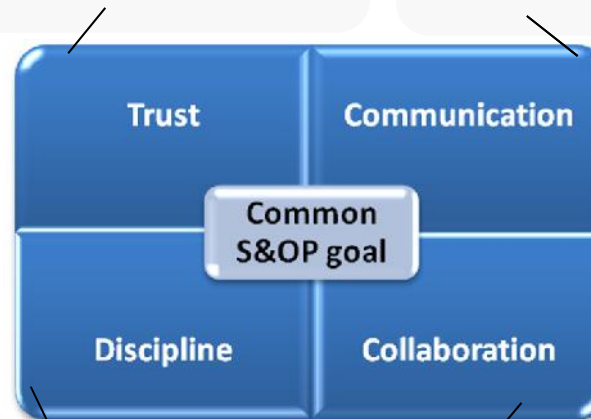 Trust
Communication
Common
S&OP goal
Discipline
Collaboration